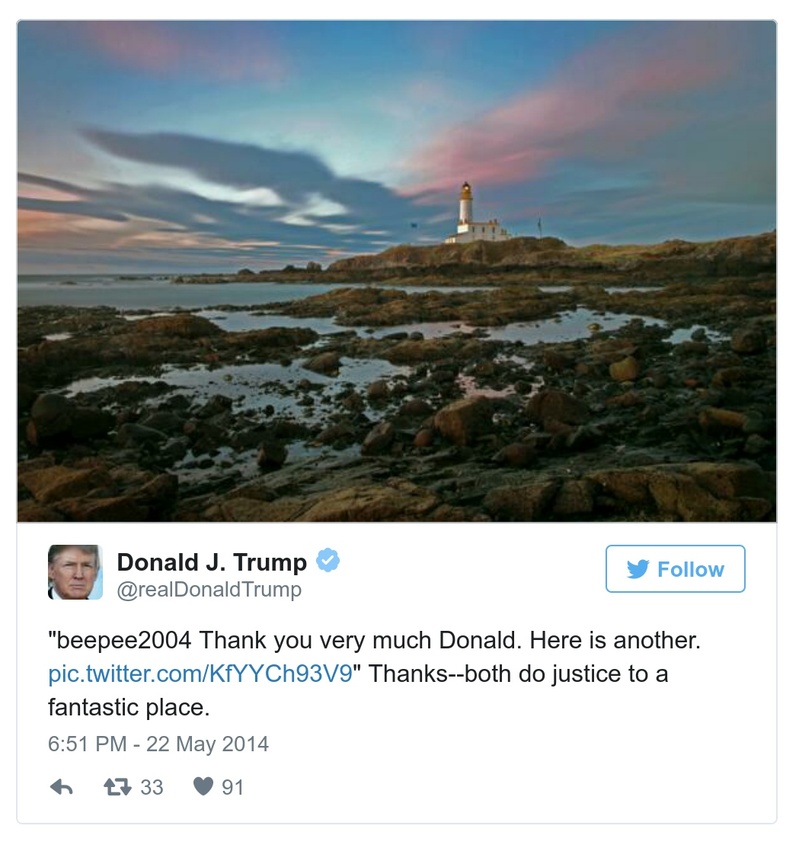 Donald J. Trump
@realDonaldTrump
Follow
"beepee2004 Thank you very much Donald. Here is another.
pic.twitter.com/KfYYCh93V9" Thanks--both do justice to a
fantastic place.
6:51 PM - 22 May 2014
33 91